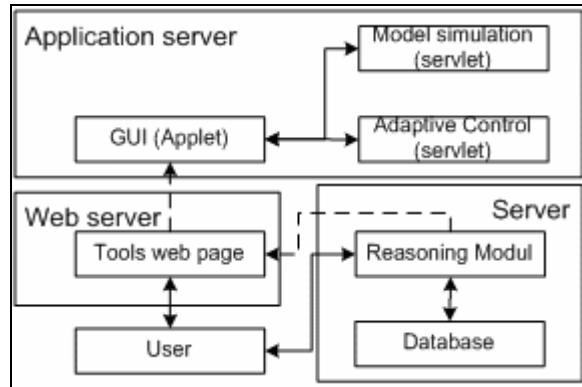 Application server
Model simulation
(servlet)
GUI (Applet)
Adaptive Control
(servlet)
Web server
Server
Tools web page
Reasoning Modul
User
Database